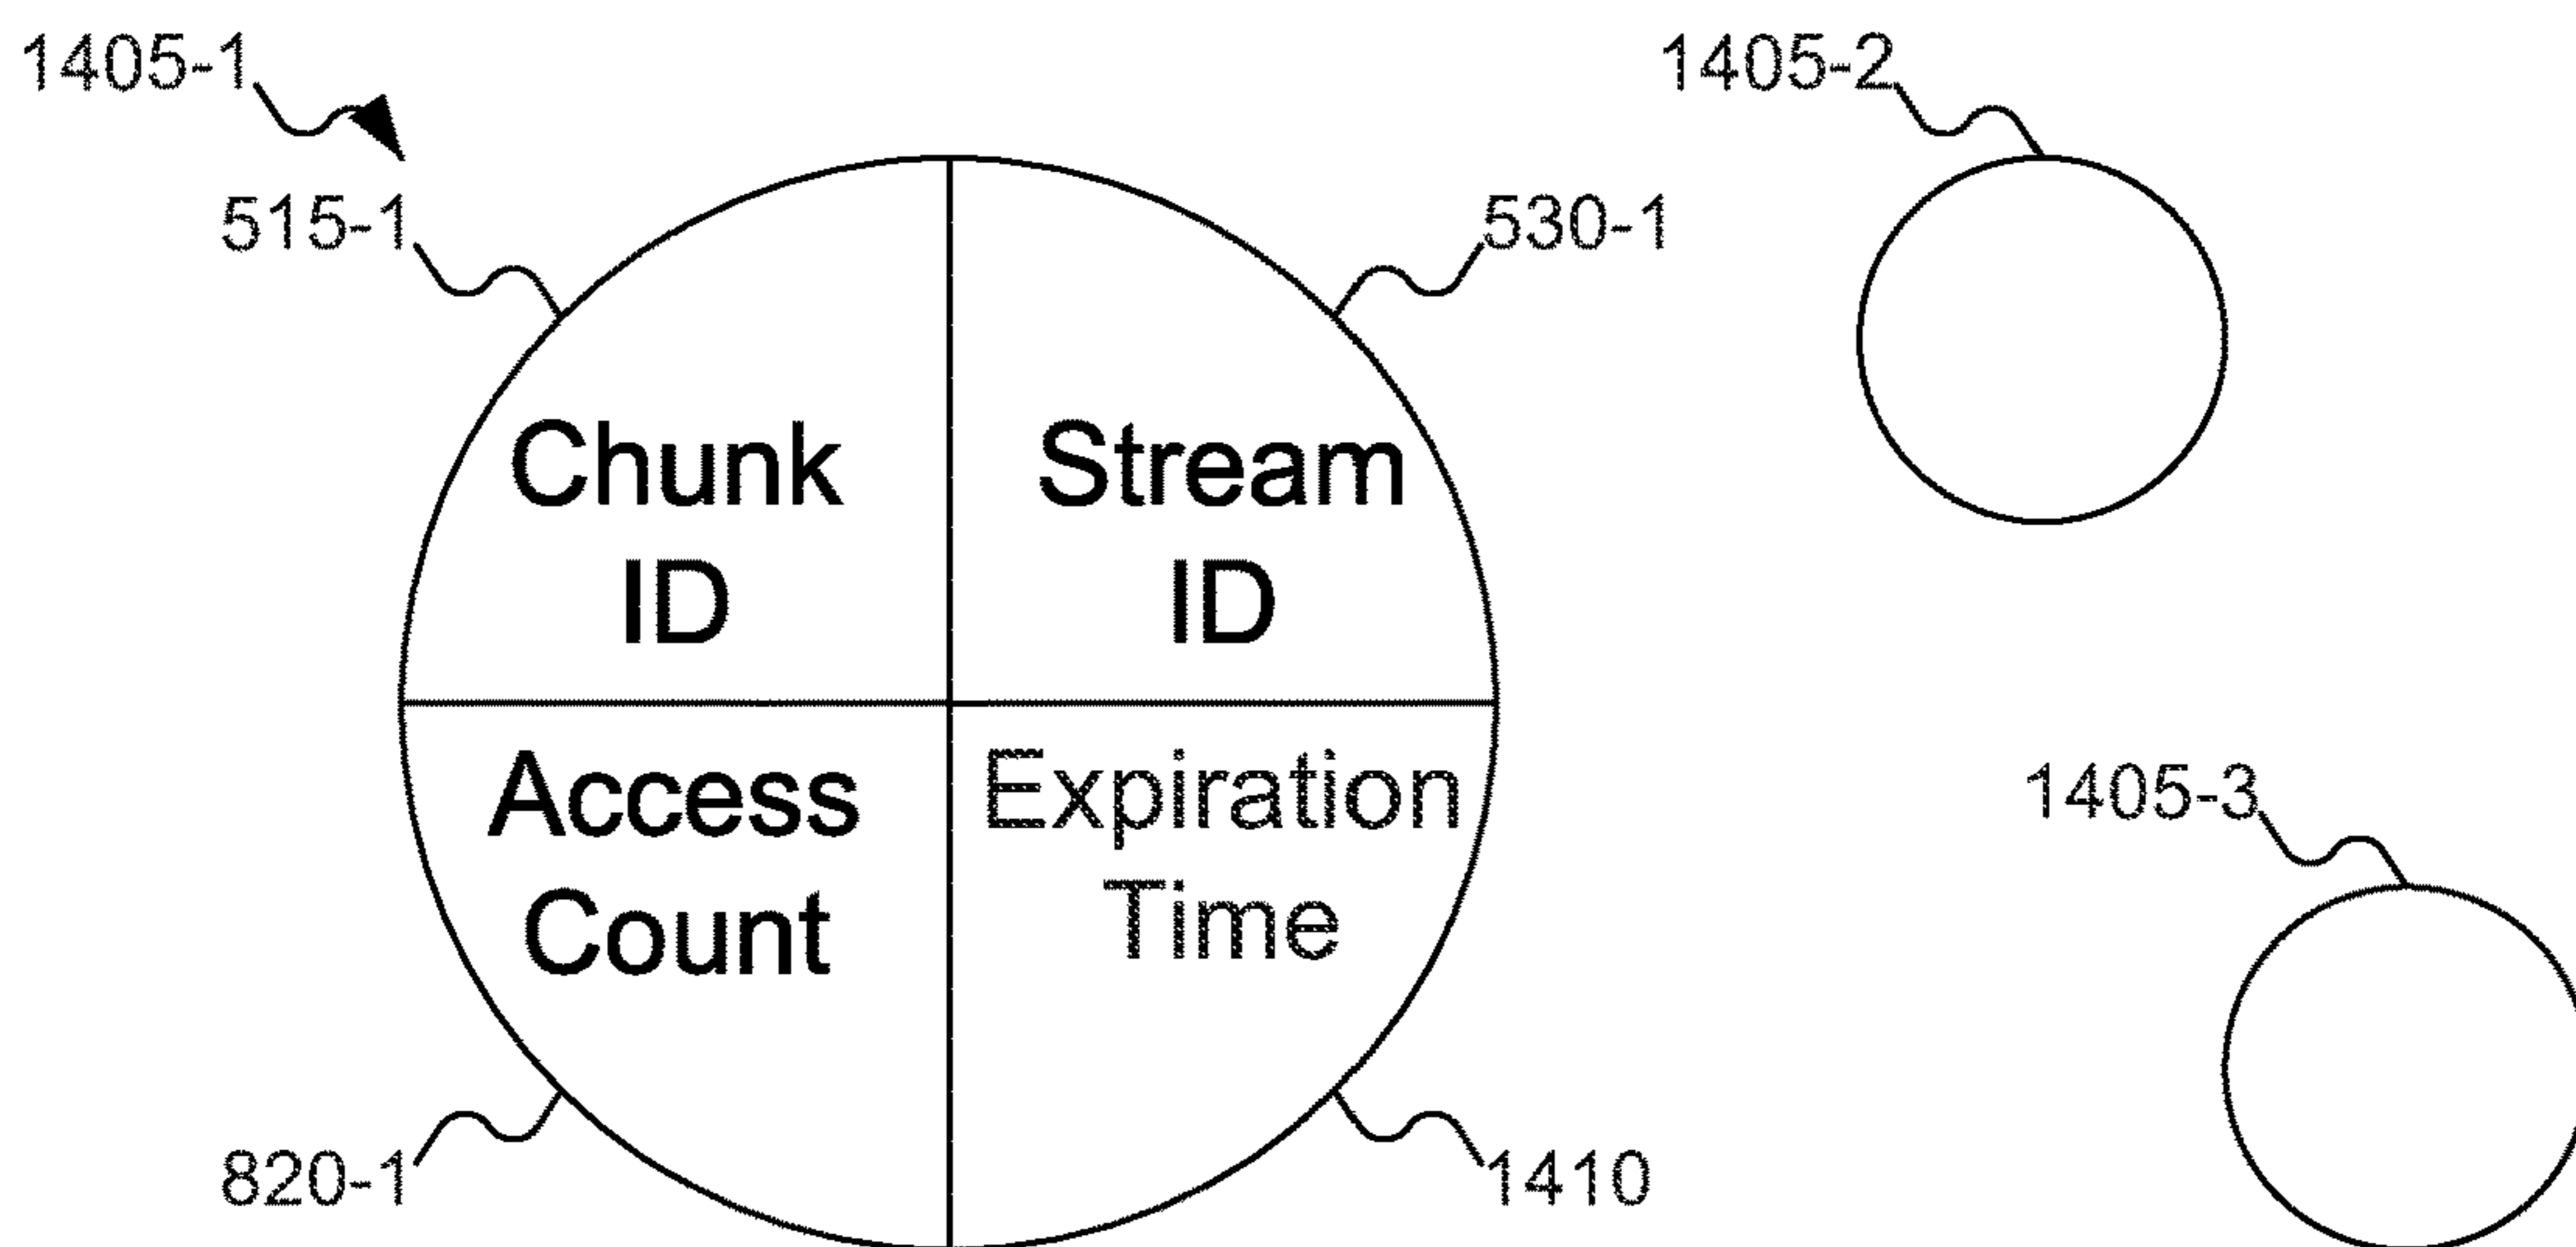 1405-1
1405-2
515-1
530-1
Chunk
ID
Stream
ID
Access
Count
Expiration
Time
1405-3
820-1
1410